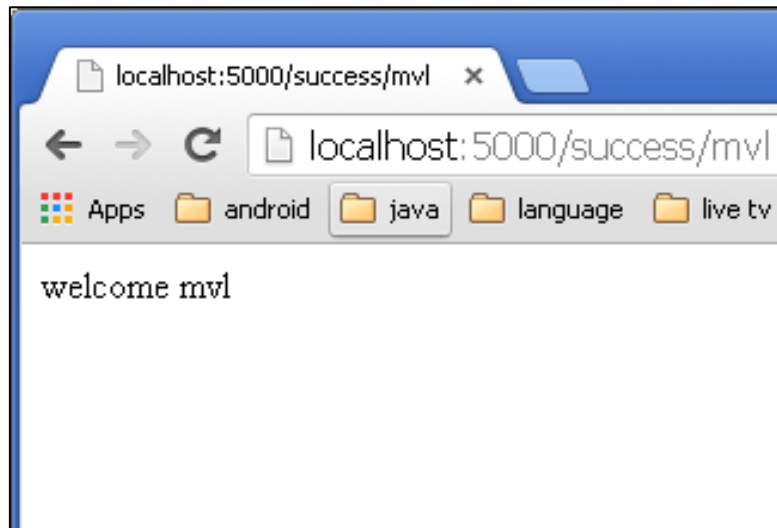 localhost:5000/success/mvl
localhost:5000/success/mvl
Apps android java language live tv
welcome mvl